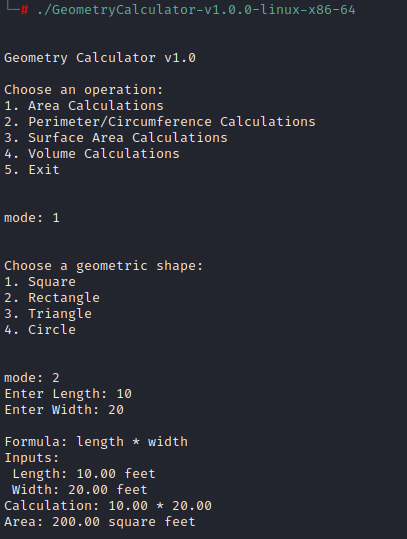 └─# ./GeometryCalculator-v1.0.0-linux-x86-64
Geometry Calculator v1.0
Choose an operation:
1. Area Calculations
2. Perimeter/Circumference Calculations
3. Surface Area Calculations
4. Volume Calculations
5. Exit
mode: 1
Choose a geometric shape:
1. Square
2. Rectangle
3. Triangle
4. Circle
mode: 2
Enter Length: 10
Enter Width: 20
Formula: length * width
Inputs:
 Length: 10.00 feet
 Width: 20.00 feet
Calculation: 10.00 * 20.00
Area: 200.00 square feet